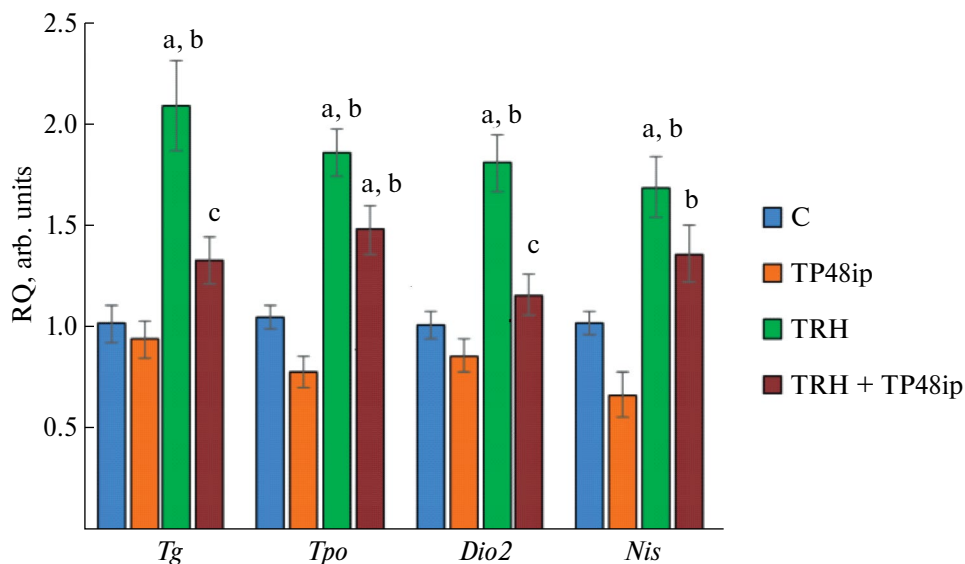 RQ, arb. units
2.5
2.0
1.5
1.0
0.5
a, b
c
a, b
a, b
a, b
c
a, b
b
Tg
Tpo
Dio2
Nis
C
TP48ip
TRH
TRH + TP48ip